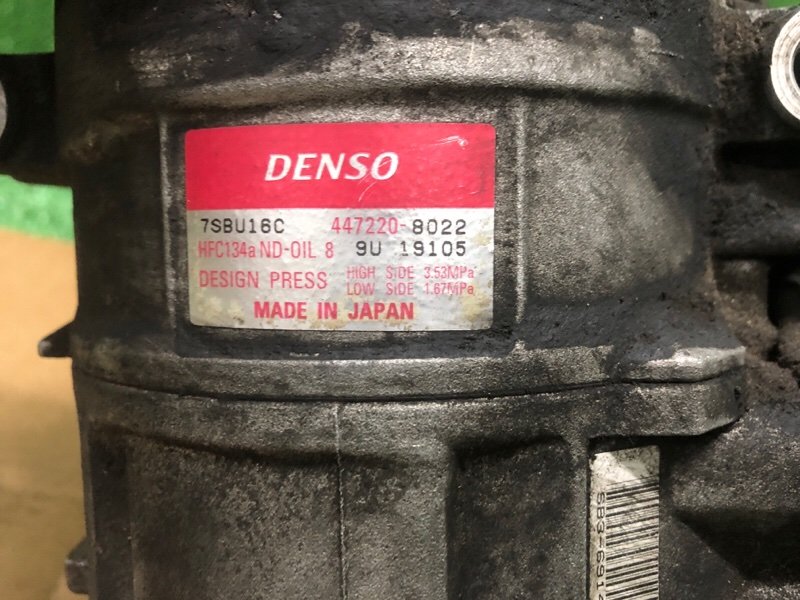 DENSO
7SBU16C 447220-8022
HFC134a ND-OIL 8 9U 19105
DESIGN PRESS HIGH SIDE 3.53MPa
LOW SIDE 1.67MPa
MADE IN JAPAN